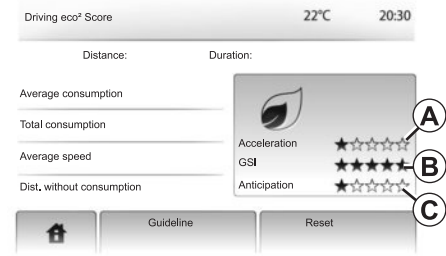 Driving eco² Score 22°C 20:30
Distance: Duration:
Average consumption
Total consumption
Average speed
Dist. without consumption
Acceleration A
GSI B
Anticipation C
Guideline Reset